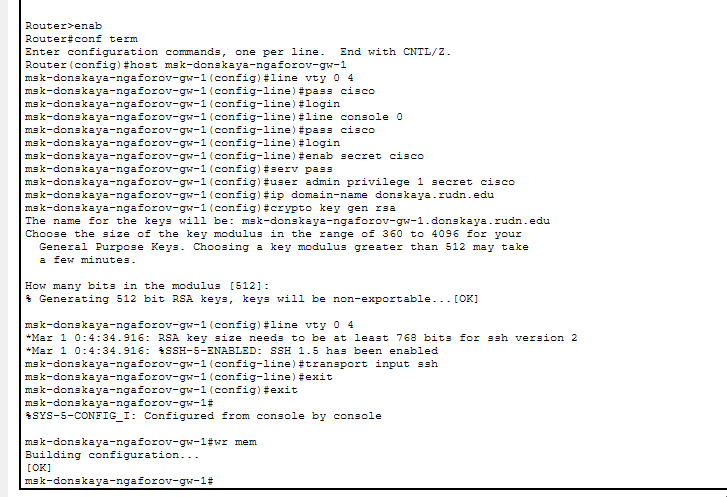 Router>enab
Router#conf term
Enter configuration commands, one per line.  End with CNTL/Z.
Router(config)#host msk-donskaya-ngaforov-gw-1
msk-donskaya-ngaforov-gw-1(config)#line vty 0 4
msk-donskaya-ngaforov-gw-1(config-line)#pass cisco
msk-donskaya-ngaforov-gw-1(config-line)#login
msk-donskaya-ngaforov-gw-1(config-line)#line console 0
msk-donskaya-ngaforov-gw-1(config-line)#pass cisco
msk-donskaya-ngaforov-gw-1(config-line)#login
msk-donskaya-ngaforov-gw-1(config-line)#enab secret cisco
msk-donskaya-ngaforov-gw-1(config)#serv pass
msk-donskaya-ngaforov-gw-1(config)#user admin privilege 1 secret cisco
msk-donskaya-ngaforov-gw-1(config)#ip domain-name donskaya.rudn.edu
msk-donskaya-ngaforov-gw-1(config)#crypto key gen rsa
The name for the keys will be: msk-donskaya-ngaforov-gw-1.donskaya.rudn.edu
Choose the size of the key modulus in the range of 360 to 4096 for your
  General Purpose Keys. Choosing a key modulus greater than 512 may take
  a few minutes.

How many bits in the modulus [512]:
% Generating 512 bit RSA keys, keys will be non-exportable...[OK]

msk-donskaya-ngaforov-gw-1(config)#line vty 0 4
*Mar 1 0:4:34.916: RSA key size needs to be at least 768 bits for ssh version 2
*Mar 1 0:4:34.916: %SSH-5-ENABLED: SSH 1.5 has been enabled
msk-donskaya-ngaforov-gw-1(config-line)#transport input ssh
msk-donskaya-ngaforov-gw-1(config-line)#exit
msk-donskaya-ngaforov-gw-1(config)#exit
msk-donskaya-ngaforov-gw-1#
%SYS-5-CONFIG_I: Configured from console by console

msk-donskaya-ngaforov-gw-1#wr mem
Building configuration...
[OK]
msk-donskaya-ngaforov-gw-1#